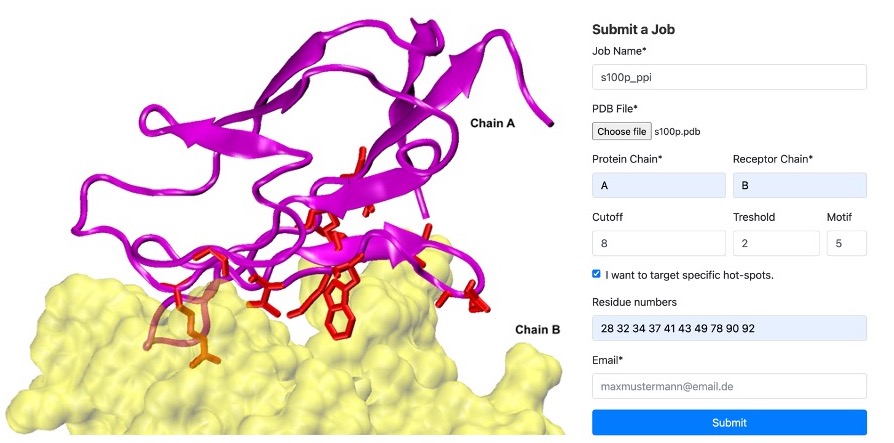 Chain A
Chain B
Submit a Job
Job Name*
s100p_ppi
PDB File*
Choose file s100p.pdb
Protein Chain* Receptor Chain*
A B
Cutoff Treshold Motif
8 2 5
I want to target specific hot-spots.
Residue numbers
28 32 34 37 41 43 49 78 90 92
Email*
maxmustermann@email.de
Submit